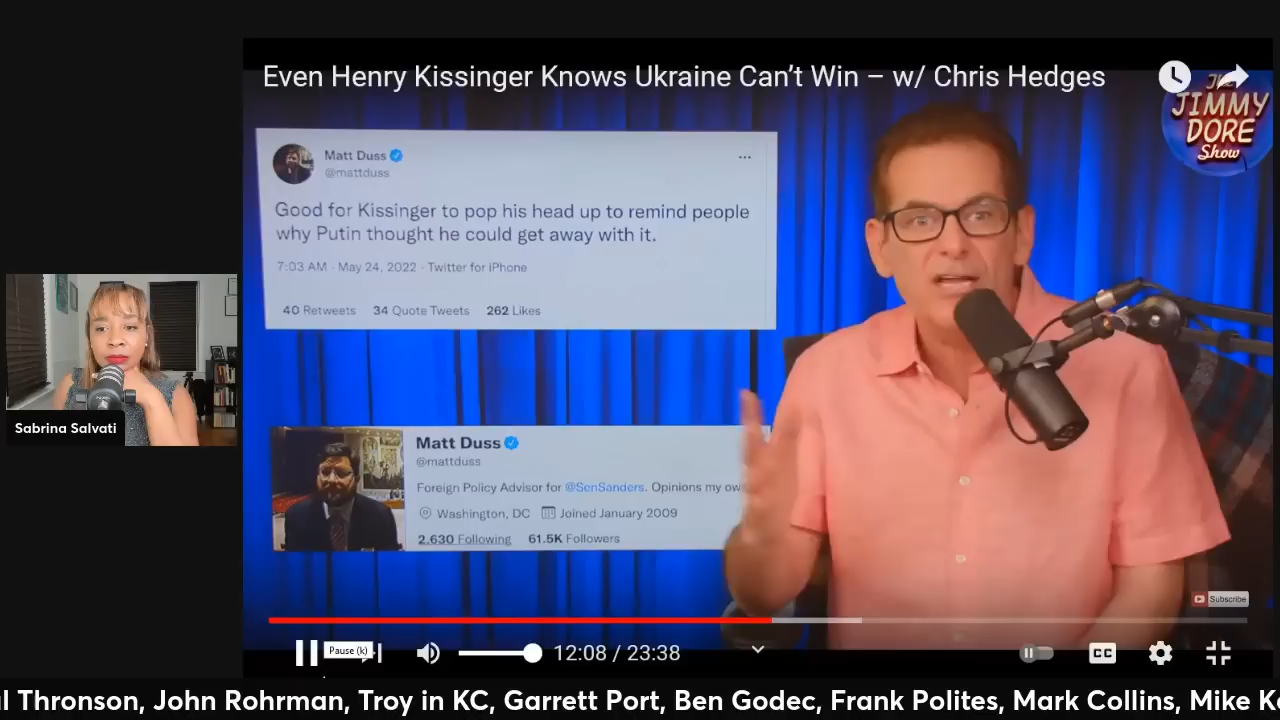 Even Henry Kissinger Knows Ukraine Can't Win – w/ Chris Hedges
JIMMY
DORE
Show
Matt Duss
@mattduss
Good for Kissinger to pop his head up to remind people
why Putin thought he could get away with it.
7:03 AM · May 24, 2022 · Twitter for iPhone
40 Retweets 34 Quote Tweets 262 Likes
Sabrina Salvati
Matt Duss
@mattduss
Foreign Policy Advisor for @SenSanders. Opinions my
Washington, DC Joined January 2009
2,630 Following 61.5K Followers
Subscribe
Pause (k)
12:08 / 23:38
CC
Thronson, John Rohrman, Troy in KC, Garrett Port, Ben Godec, Frank Polites, Mark Collins, Mike